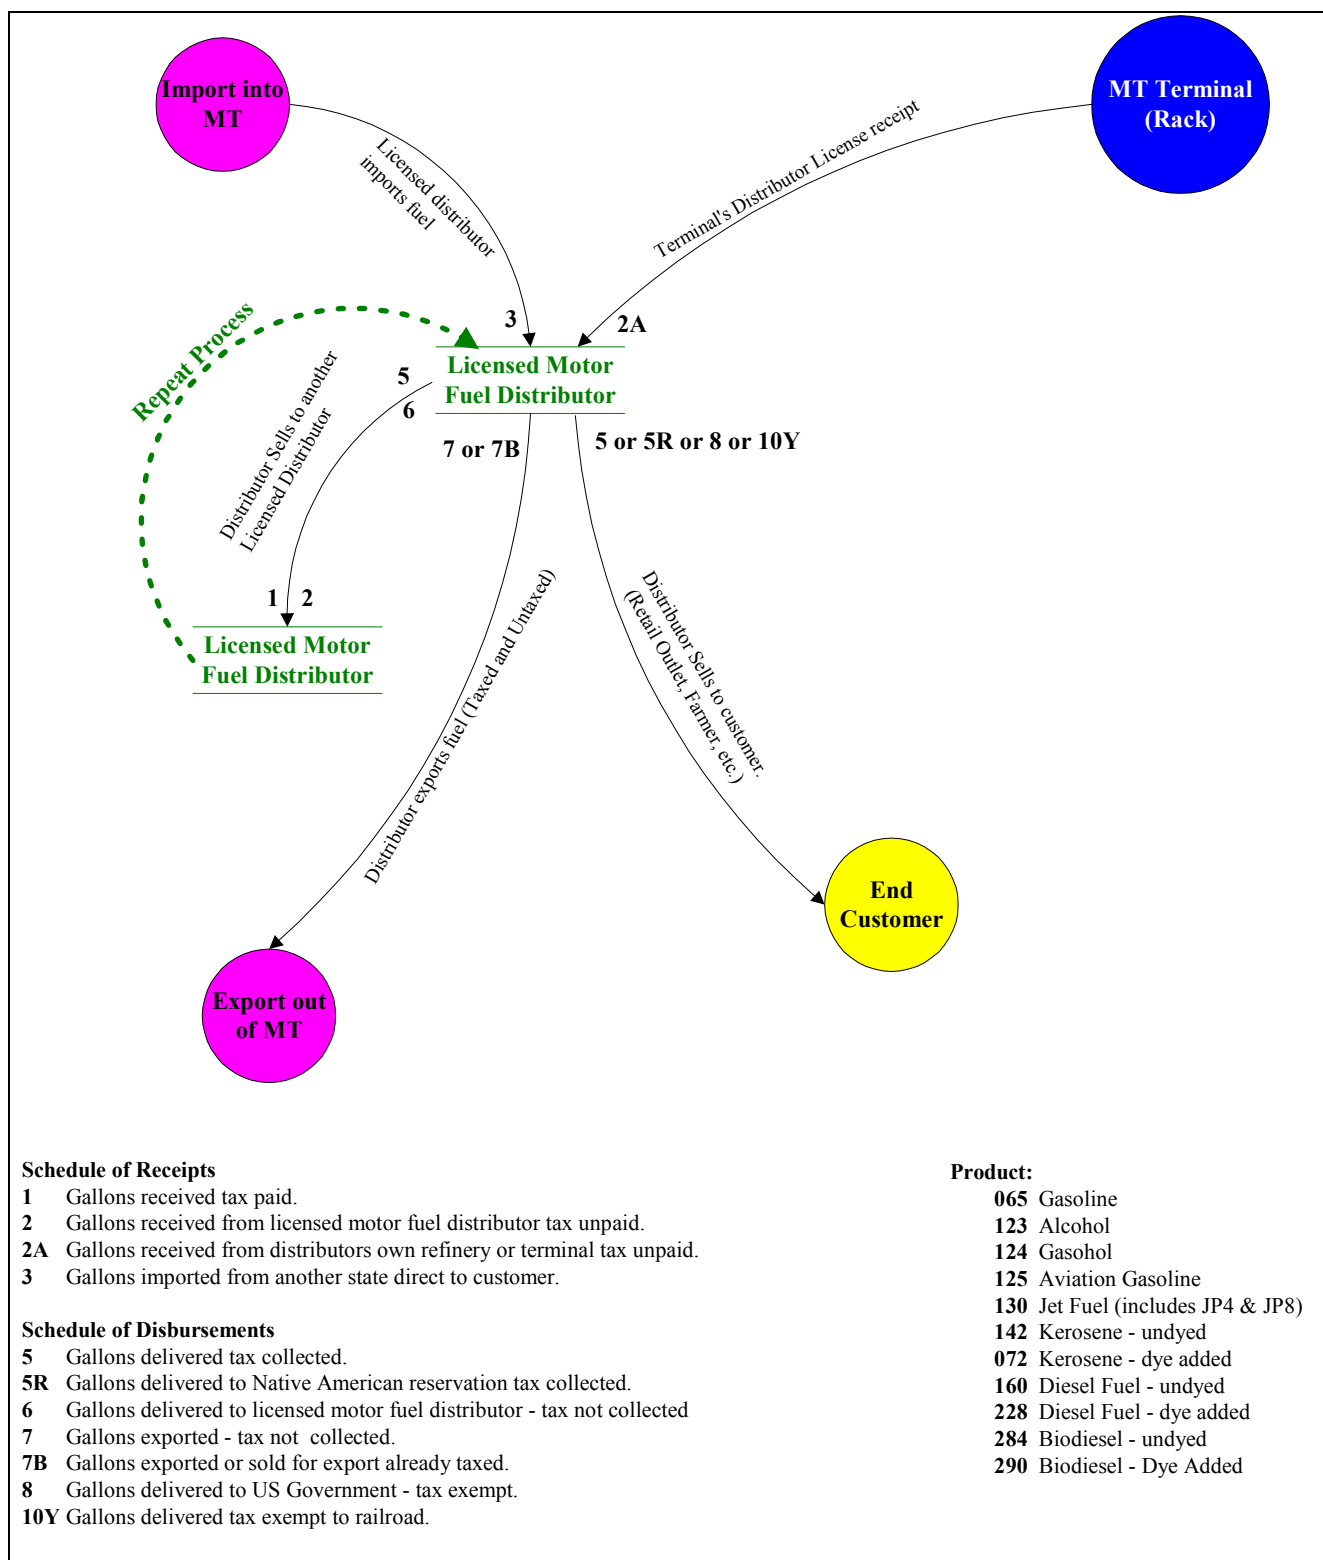 Import into
MT
MT Terminal
(Rack)
Licensed distributor
imports fuel
Terminal's Distributor License receipt
3
2A
Repeat Process
Licensed Motor
Fuel Distributor
Distributor Sells to another
Licensed Distributor
5
6
7 or 7B
5 or 5R or 8 or 10Y
1 2
Licensed Motor
Fuel Distributor
Distributor exports fuel (Taxed and Untaxed)
Distributor Sells to customer.
(Retail Outlet, Farmer, etc.)
End
Customer
Export out
of MT
Schedule of Receipts
1 Gallons received tax paid.
2 Gallons received from licensed motor fuel distributor tax unpaid.
2A Gallons received from distributors own refinery or terminal tax unpaid.
3 Gallons imported from another state direct to customer.
Schedule of Disbursements
5 Gallons delivered tax collected.
5R Gallons delivered to Native American reservation tax collected.
6 Gallons delivered to licensed motor fuel distributor - tax not collected
7 Gallons exported - tax not collected.
7B Gallons exported or sold for export already taxed.
8 Gallons delivered to US Government - tax exempt.
10Y Gallons delivered tax exempt to railroad.
Product:
065 Gasoline
123 Alcohol
124 Gasohol
125 Aviation Gasoline
130 Jet Fuel (includes JP4 & JP8)
142 Kerosene - undyed
072 Kerosene - dye added
160 Diesel Fuel - undyed
228 Diesel Fuel - dye added
284 Biodiesel - undyed
290 Biodiesel - Dye Added